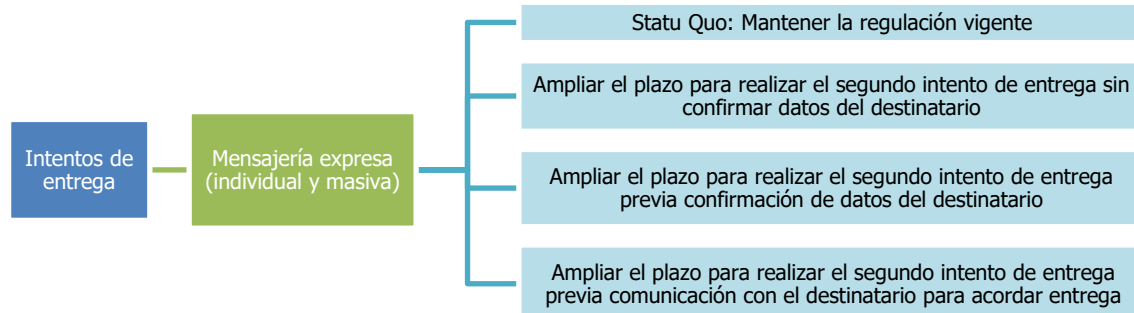 Intentos de
entrega
Mensajería expresa
(individual y masiva)
Statu Quo: Mantener la regulación vigente
Ampliar el plazo para realizar el segundo intento de entrega sin
confirmar datos del destinatario
Ampliar el plazo para realizar el segundo intento de entrega
previa confirmación de datos del destinatario
Ampliar el plazo para realizar el segundo intento de entrega
previa comunicación con el destinatario para acordar entrega